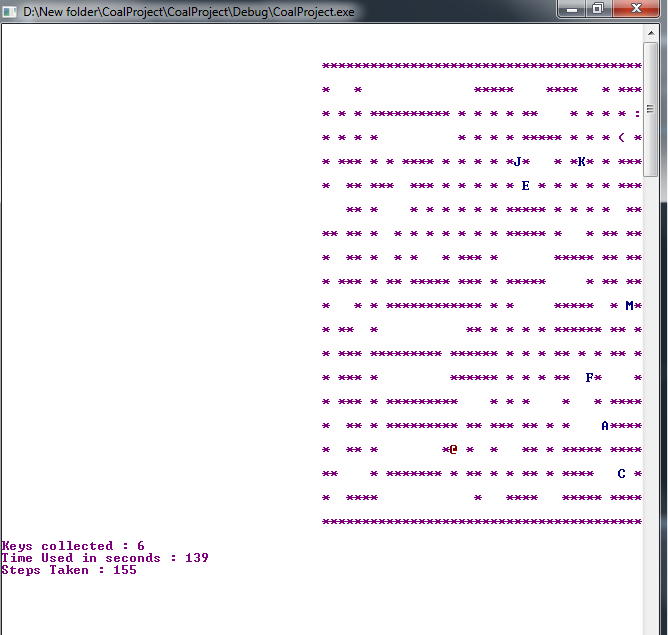 D:\New folder\CoalProject\CoalProject\Debug\CoalProject.exe
:
(
J K
E
M
F
A
@
C
Keys collected : 6
Time Used in seconds : 139
Steps Taken : 155